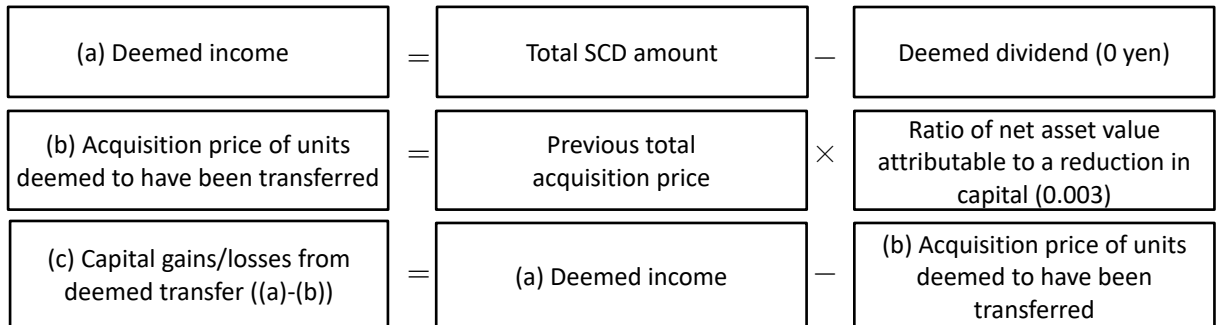 (a) Deemed income = Total SCD amount − Deemed dividend (0 yen)
(b) Acquisition price of units
deemed to have been transferred
=
Previous total
acquisition price
×
Ratio of net asset value
attributable to a reduction in
capital (0.003)
(c) Capital gains/losses from
deemed transfer ((a)-(b))
=
(a) Deemed income
−
(b) Acquisition price of units
deemed to have been
transferred